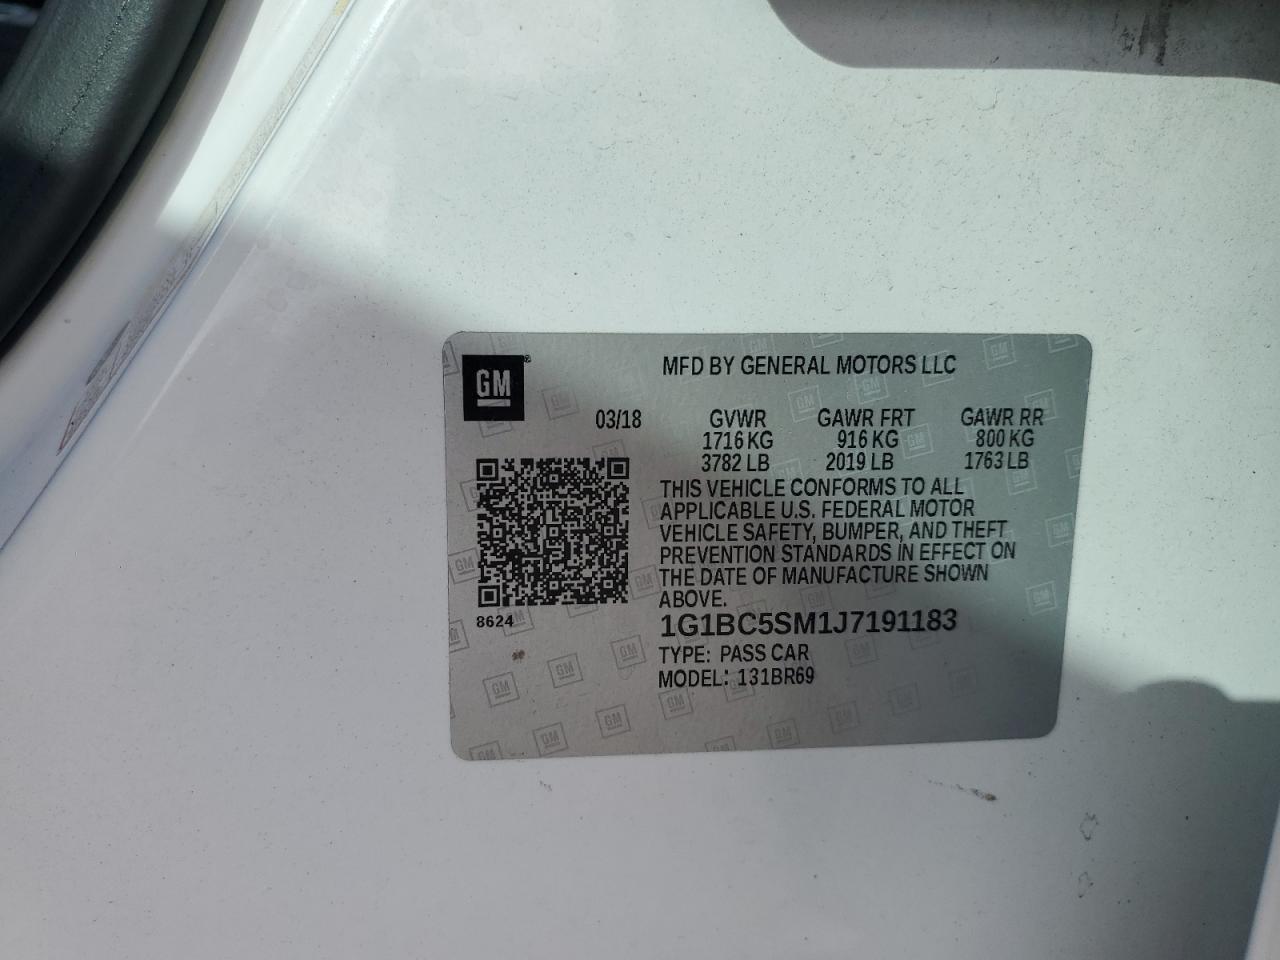 MFD BY GENERAL MOTORS LLC
GM®
03/18 GVWR GAWR FRT GAWR RR
1716 KG 916 KG 800 KG
3782 LB 2019 LB 1763 LB
THIS VEHICLE CONFORMS TO ALL
APPLICABLE U.S. FEDERAL MOTOR
VEHICLE SAFETY, BUMPER, AND THEFT
PREVENTION STANDARDS IN EFFECT ON
THE DATE OF MANUFACTURE SHOWN
ABOVE.
8624
1G1BC5SM1J7191183
TYPE: PASS CAR
MODEL: 131BR69